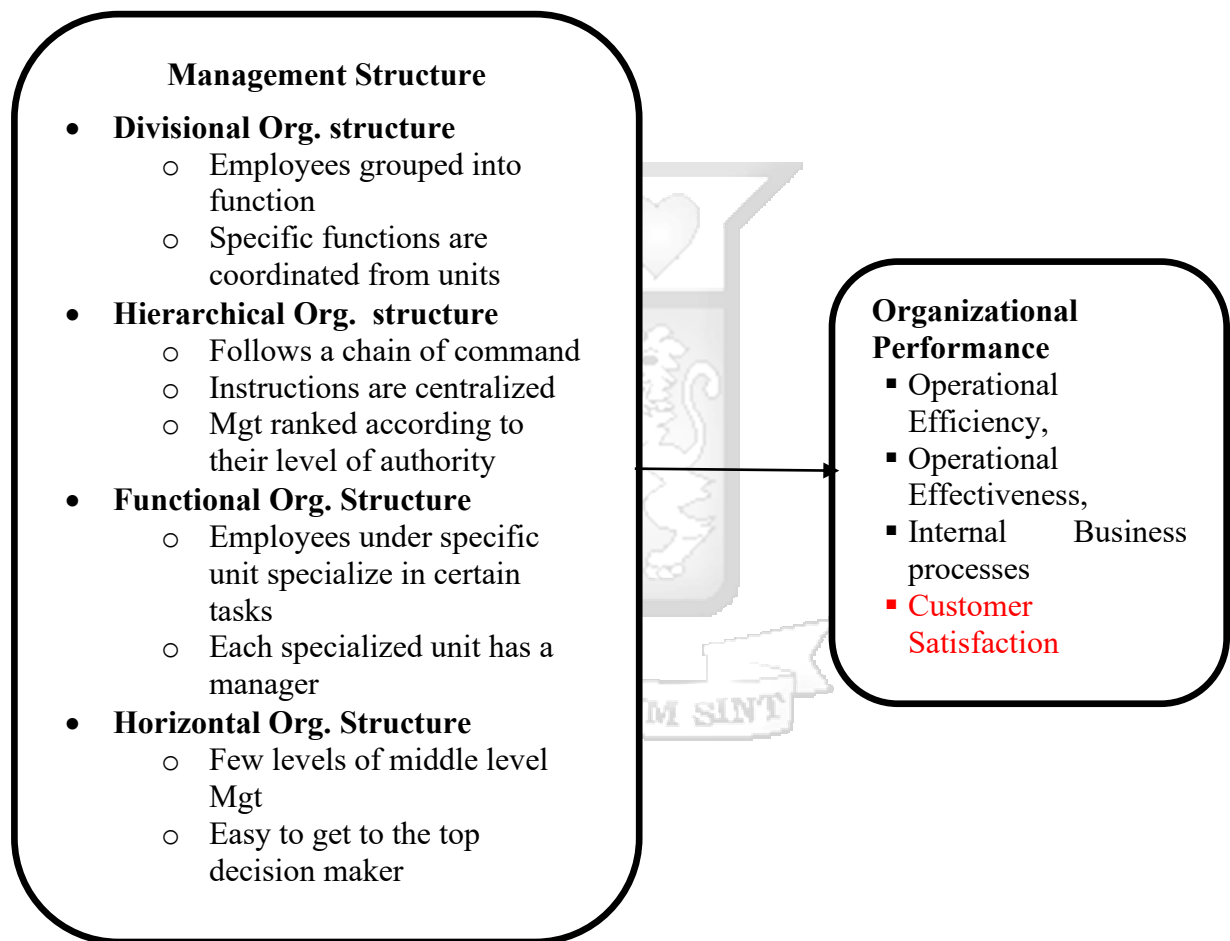 Management Structure
• Divisional Org. structure
o Employees grouped into
function
o Specific functions are
coordinated from units
• Hierarchical Org. structure
o Follows a chain of command
o Instructions are centralized
o Mgt ranked according to
their level of authority
• Functional Org. Structure
o Employees under specific
unit specialize in certain
tasks
o Each specialized unit has a
manager
• Horizontal Org. Structure
o Few levels of middle level
Mgt
o Easy to get to the top
decision maker
Organizational
Performance
▪ Operational
Efficiency,
▪ Operational
Effectiveness,
▪ Internal Business
processes
▪ Customer
Satisfaction
SINT